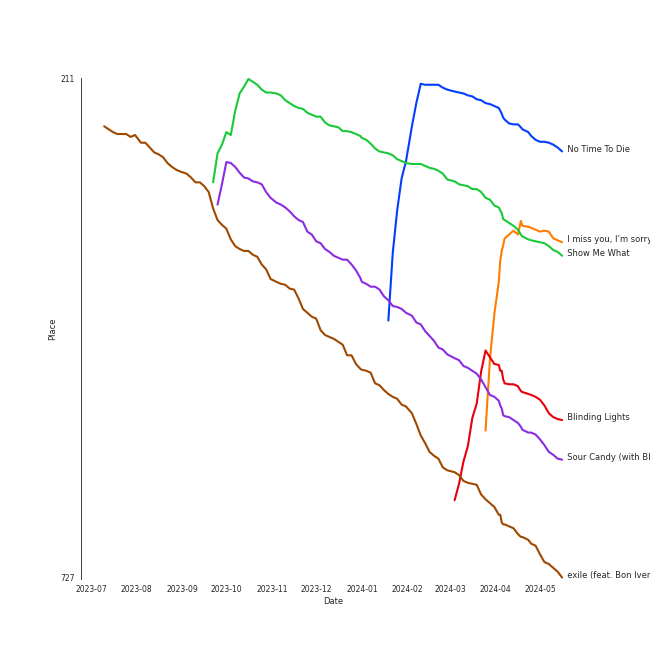 211
No Time To Die
I miss you, I'm sorry
Show Me What
Place
Blinding Lights
Sour Candy (with Bl
exile (feat. Bon Iver
727
2023-07 2023-08 2023-09 2023-10 2023-11 2023-12 2024-01 2024-02 2024-03 2024-04 2024-05
Date